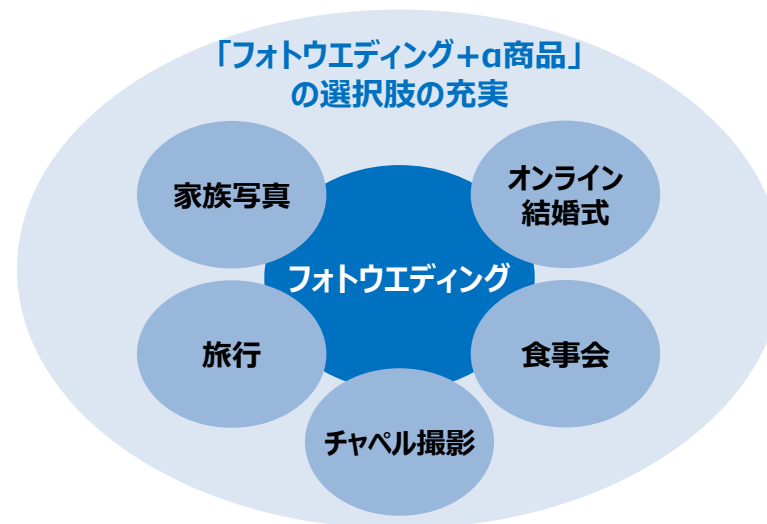 「フォトウエディング+α商品」
の選択肢の充実
家族写真
オンライン
結婚式
フォトウエディング
旅行
食事会
チャペル撮影